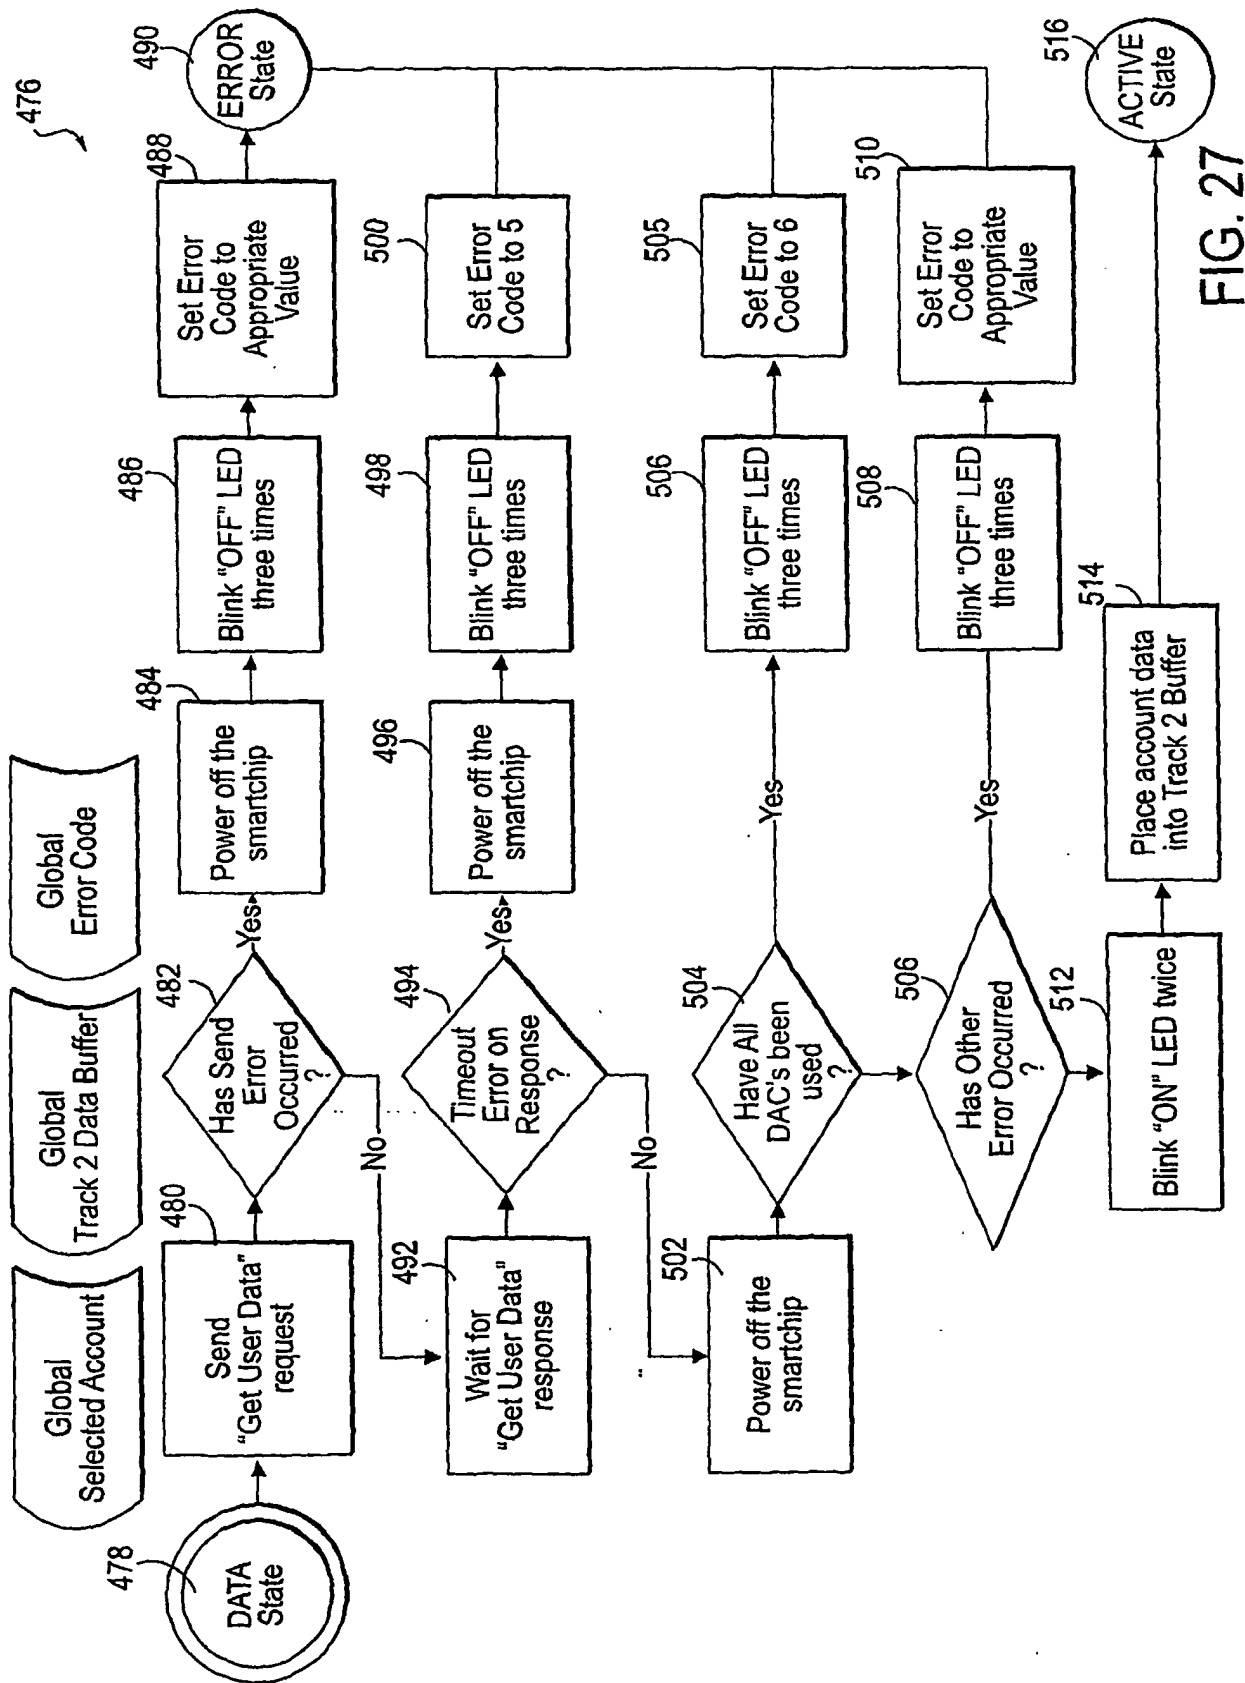 476
Global
Selected Account
Global
Track 2 Data Buffer
Global
Error Code
478
DATA
State
480
Send
"Get User Data"
request
482
Has Send
Error
Occurred
?
Yes
484
Power off the
smartchip
486
Blink "OFF" LED
three times
488
Set Error
Code to
Appropriate
Value
490
ERROR
State
No
492
Wait for
"Get User Data"
response
494
Timeout
Error on
Response
?
Yes
496
Power off the
smartchip
498
Blink "OFF" LED
three times
500
Set Error
Code to 5
No
502
Power off the
smartchip
504
Have All
DAC's been
used
?
Yes
506
Blink "OFF" LED
three times
505
Set Error
Code to 6
506
Has Other
Error Occurred
?
Yes
508
Blink "OFF" LED
three times
510
Set Error
Code to
Appropriate
Value
512
Blink "ON" LED twice
514
Place account data
into Track 2 Buffer
516
ACTIVE
State
FIG. 27